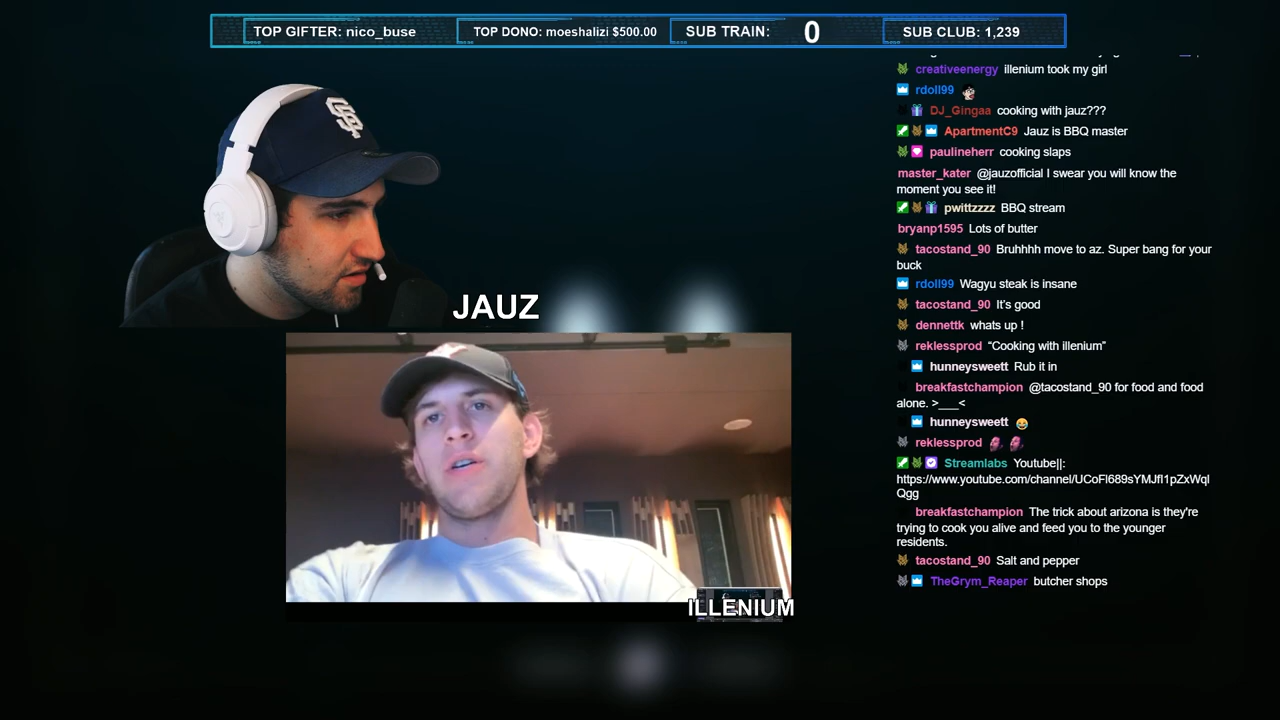 TOP GIFTER: nico_buse
TOP DONO: moeshalizi $500.00
SUB TRAIN: 0
SUB CLUB: 1,239
SF
JAUZ
ILLENIUM
creativeenergy illenium took my girl
rdoll99
DJ_Gingaa cooking with jauz???
ApartmentC9 Jauz is BBQ master
paulineherr cooking slaps
master_kater @jauzofficial I swear you will know the
moment you see it!
pwittzzzz BBQ stream
bryanp1595 Lots of butter
tacostand_90 Bruhhhh move to az. Super bang for your
buck
rdoll99 Wagyu steak is insane
tacostand_90 It's good
dennettk whats up !
reklessprod “Cooking with illenium”
hunneysweett Rub it in
breakfastchampion @tacostand_90 for food and food
alone. >___<
hunneysweett
reklessprod
Streamlabs Youtube||:
https://www.youtube.com/channel/UCoFl689sYMJfl1pZxWql
Qgg
breakfastchampion The trick about arizona is they're
trying to cook you alive and feed you to the younger
residents.
tacostand_90 Salt and pepper
TheGrym_Reaper butcher shops